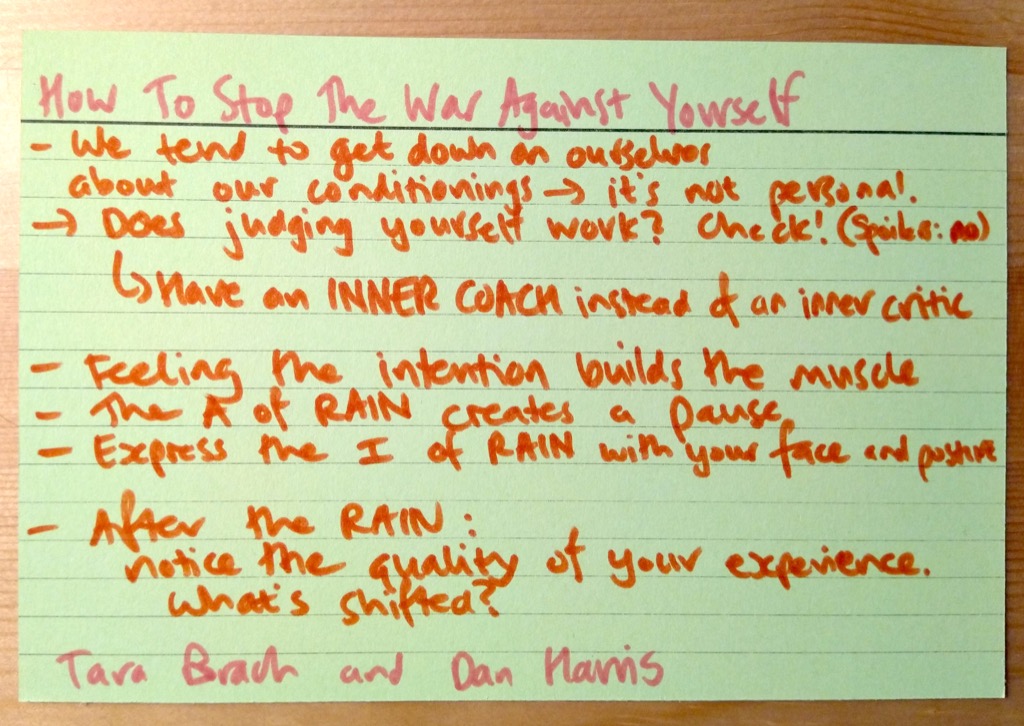 How To Stop The War Against Yourself
- We tend to get down on ourselves
about our conditionings → it's not personal.
→ Does judging yourself work? Check! (Spoiler: no)
↳ Have an INNER COACH instead of an inner critic
- Feeling the intention builds the muscle
- The A of RAIN creates a pause
- Express the I of RAIN with your face and posture
- After the RAIN:
notice the quality of your experience.
What's shifted?
Tara Brach and Dan Harris